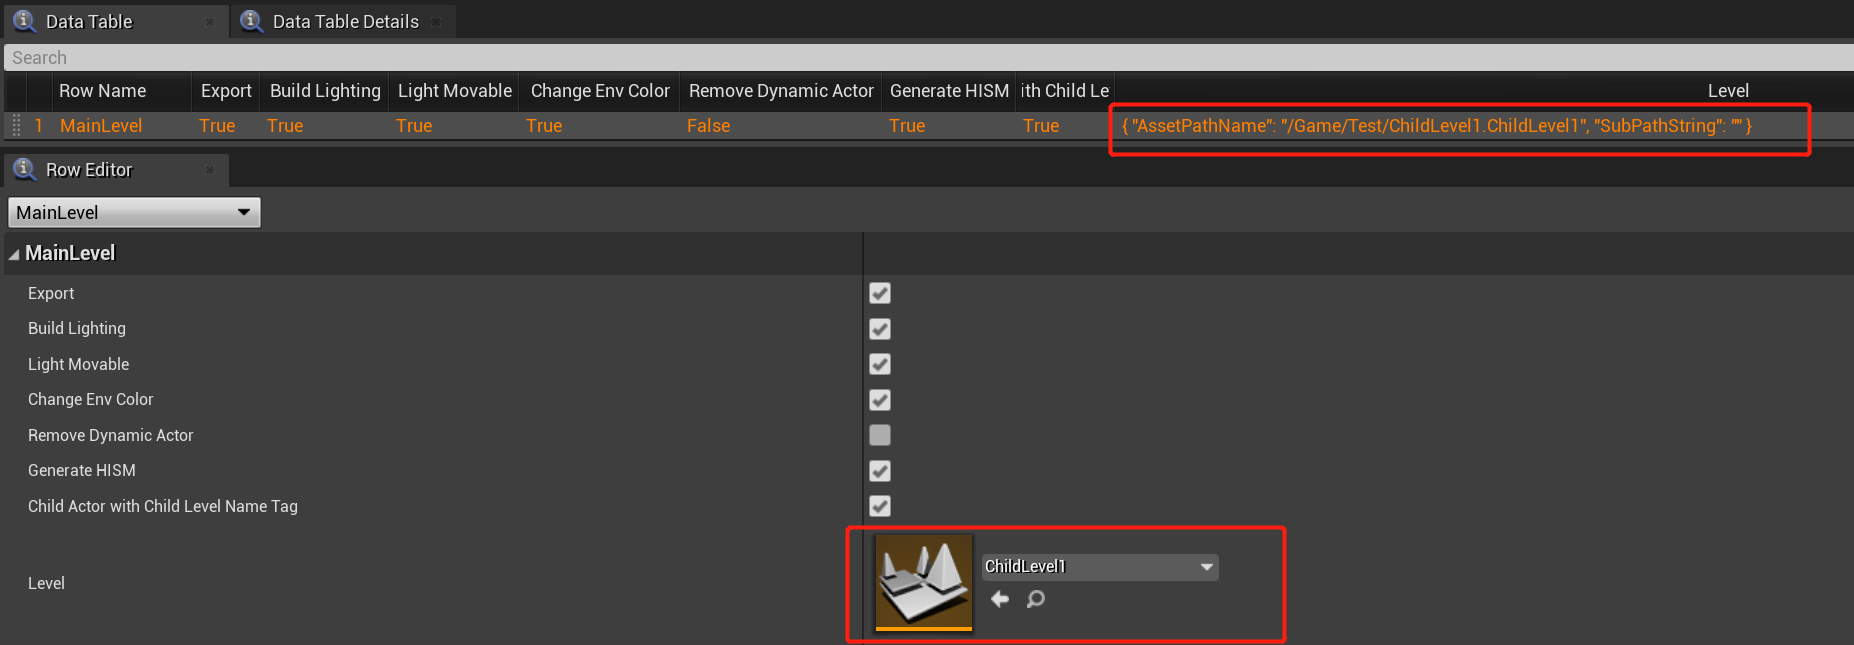 Data Table
Data Table Details
Search
Row Name Export Build Lighting Light Movable Change Env Color Remove Dynamic Actor Generate HISM ith Child Le Level
1 MainLevel True True True True False True True { "AssetPathName": "/Game/Test/ChildLevel1.ChildLevel1", "SubPathString": "" }
Row Editor
MainLevel
MainLevel
Export
Build Lighting
Light Movable
Change Env Color
Remove Dynamic Actor
Generate HISM
Child Actor with Child Level Name Tag
Level
ChildLevel1